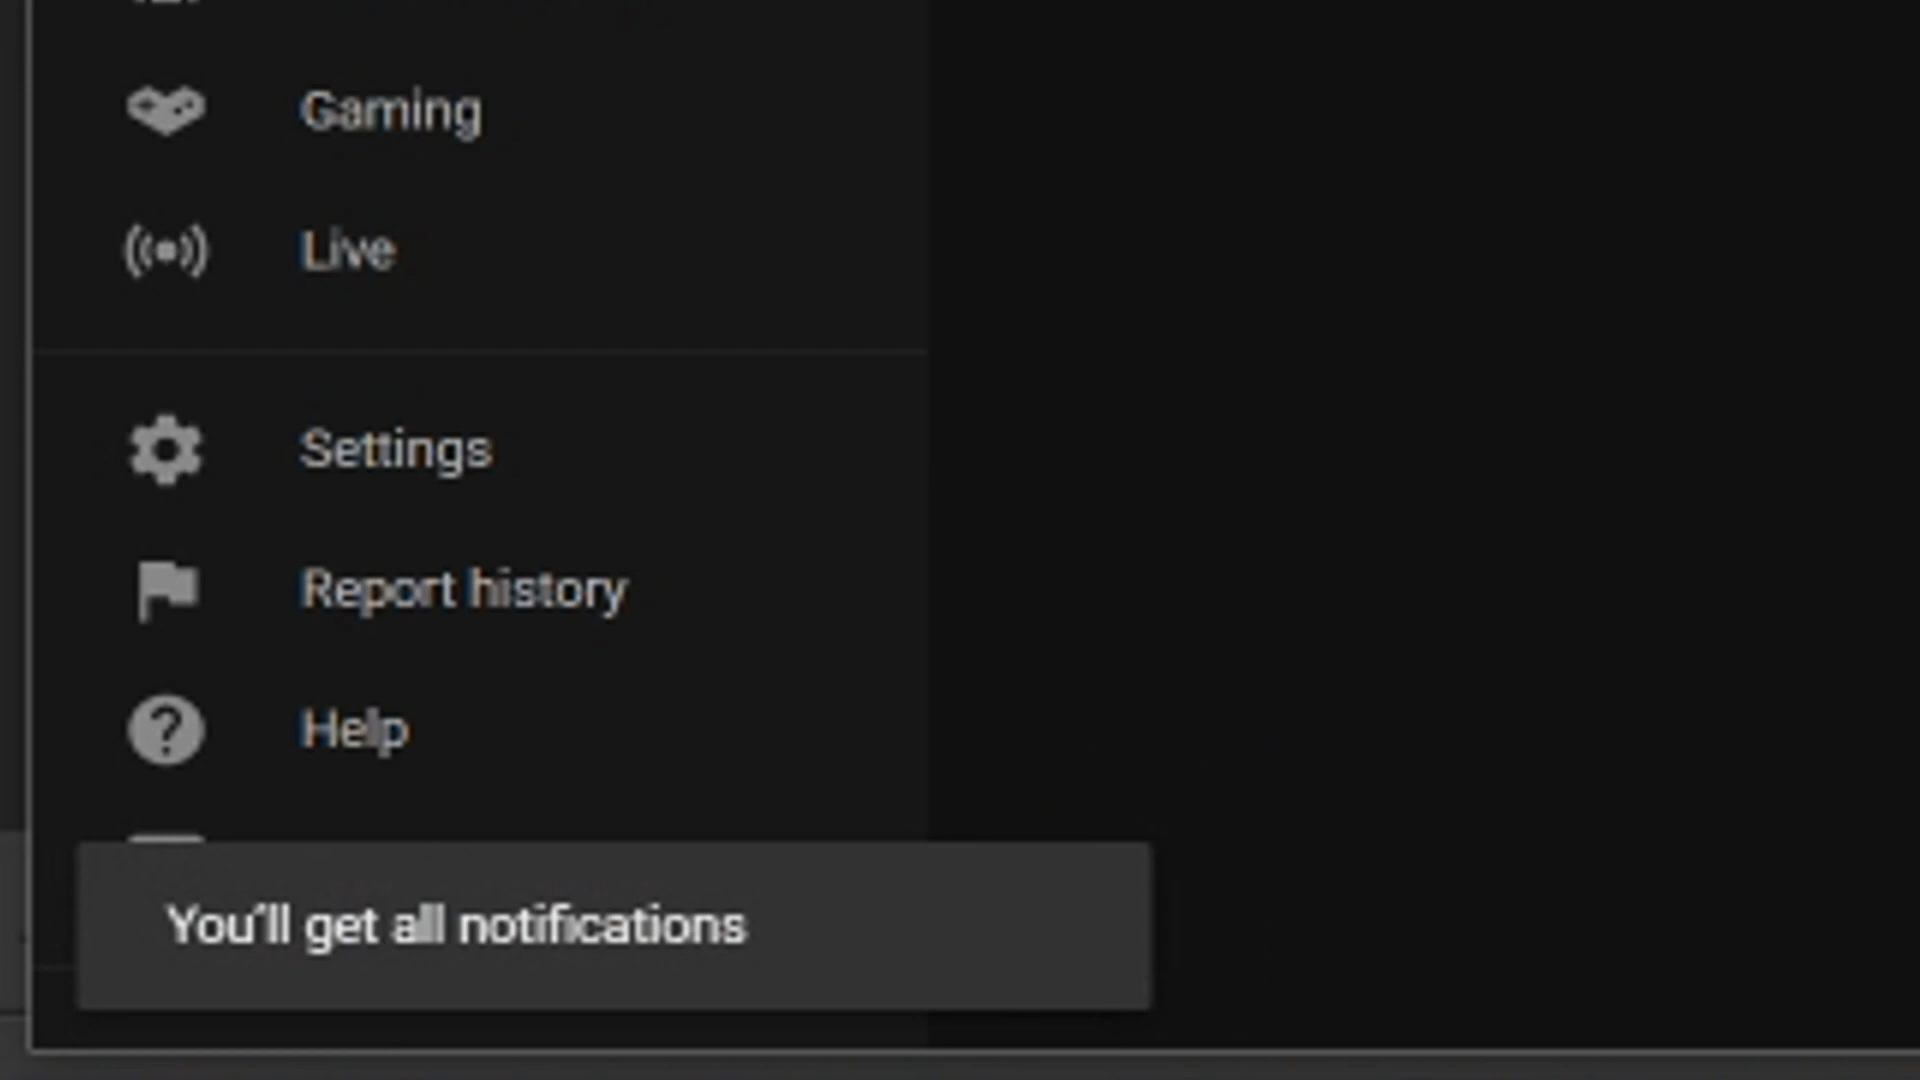 Gaming
Live
Settings
Report history
Help
You'll get all notifications